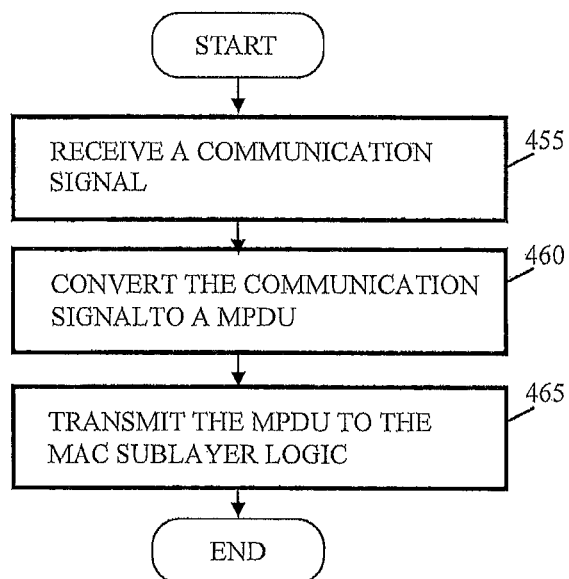 START
RECEIVE A COMMUNICATION
SIGNAL
455
CONVERT THE COMMUNICATION
SIGNALTO A MPDU
460
TRANSMIT THE MPDU TO THE
MAC SUBLAYER LOGIC
465
END